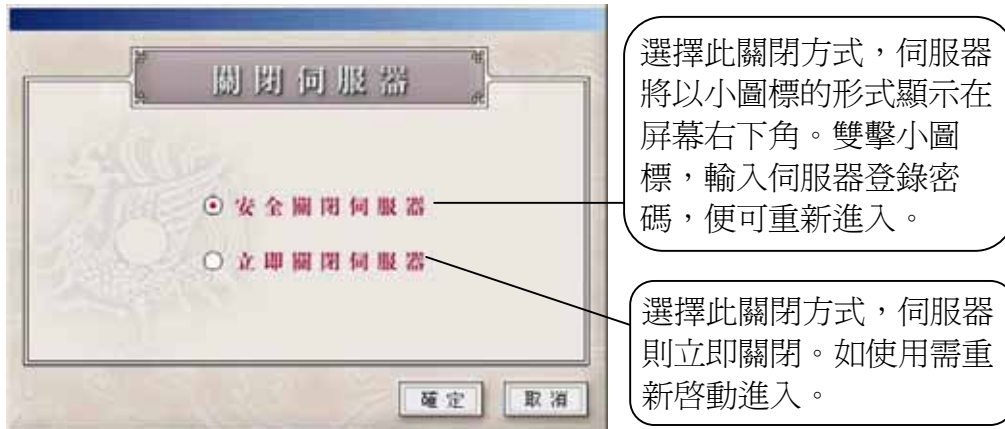 關閉伺服器
安全關閉伺服器
立即關閉伺服器
確定
取消
選擇此關閉方式，伺服器
將以小圖標的形式顯示在
屏幕右下角。雙擊小圖
標，輸入伺服器登錄密
碼，便可重新進入。
選擇此關閉方式，伺服器
則立即關閉。如使用需重
新啓動進入。